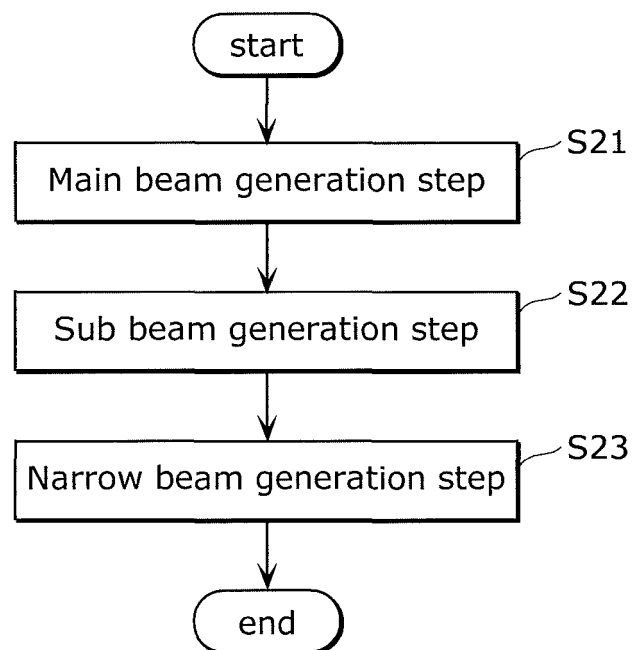 start
S21
Main beam generation step
S22
Sub beam generation step
S23
Narrow beam generation step
end